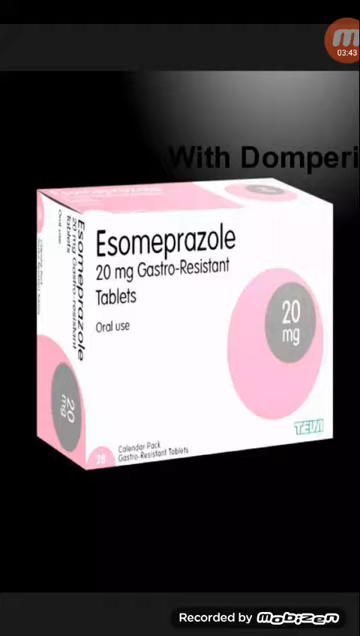 03:43
With Domperi
Esomeprazole
20 mg Gastro-Resistant
Tablets
Oral use
20
mg
TEVA
28
Calendar Pack
Gastro-Resistant Tablets
Esomeprazole
20 mg Gastro-resistant
Tablets
Oral use
20
mg
Recorded by Mobizen